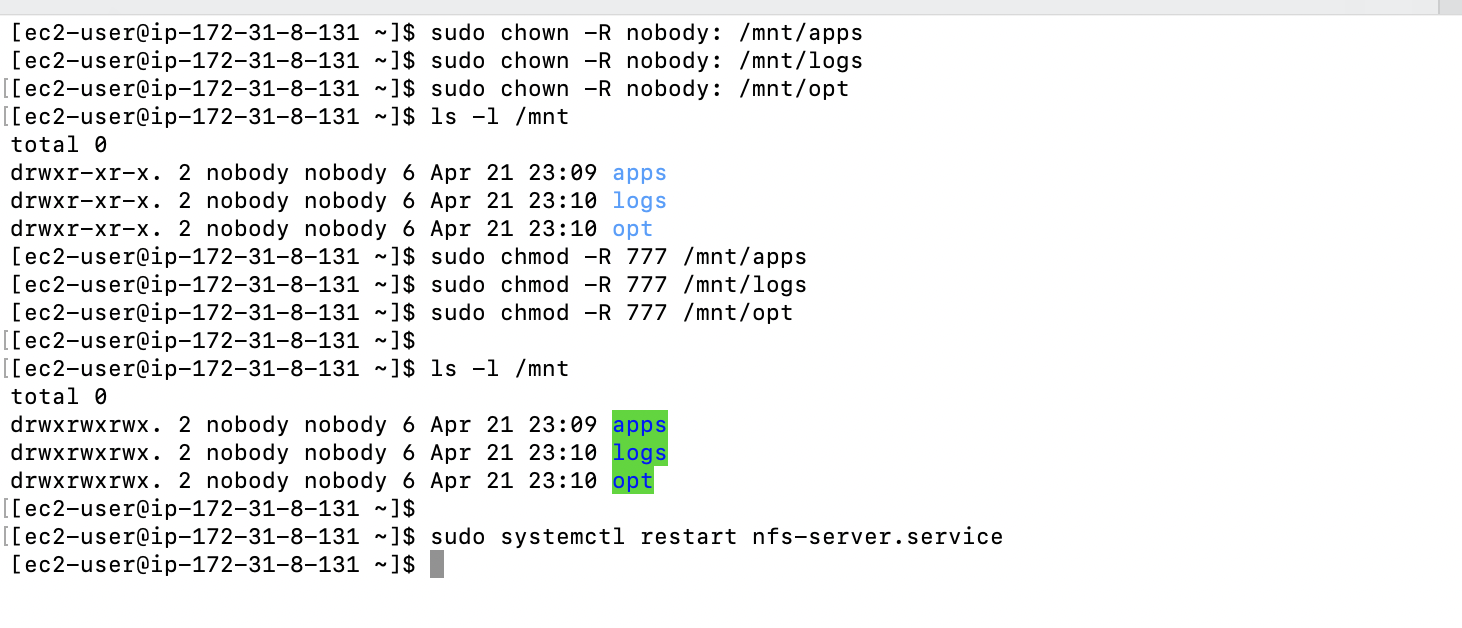 [ec2-user@ip-172-31-8-131 ~]$ sudo chown -R nobody: /mnt/apps
[ec2-user@ip-172-31-8-131 ~]$ sudo chown -R nobody: /mnt/logs
[[ec2-user@ip-172-31-8-131 ~]$ sudo chown -R nobody: /mnt/opt
[[ec2-user@ip-172-31-8-131 ~]$ ls -l /mnt
total 0
drwxr-xr-x. 2 nobody nobody 6 Apr 21 23:09 apps
drwxr-xr-x. 2 nobody nobody 6 Apr 21 23:10 logs
drwxr-xr-x. 2 nobody nobody 6 Apr 21 23:10 opt
[ec2-user@ip-172-31-8-131 ~]$ sudo chmod -R 777 /mnt/apps
[ec2-user@ip-172-31-8-131 ~]$ sudo chmod -R 777 /mnt/logs
[ec2-user@ip-172-31-8-131 ~]$ sudo chmod -R 777 /mnt/opt
[[ec2-user@ip-172-31-8-131 ~]$
[[ec2-user@ip-172-31-8-131 ~]$ ls -l /mnt
total 0
drwxrwxrwx. 2 nobody nobody 6 Apr 21 23:09 apps
drwxrwxrwx. 2 nobody nobody 6 Apr 21 23:10 logs
drwxrwxrwx. 2 nobody nobody 6 Apr 21 23:10 opt
[[ec2-user@ip-172-31-8-131 ~]$
[[ec2-user@ip-172-31-8-131 ~]$ sudo systemctl restart nfs-server.service
[ec2-user@ip-172-31-8-131 ~]$